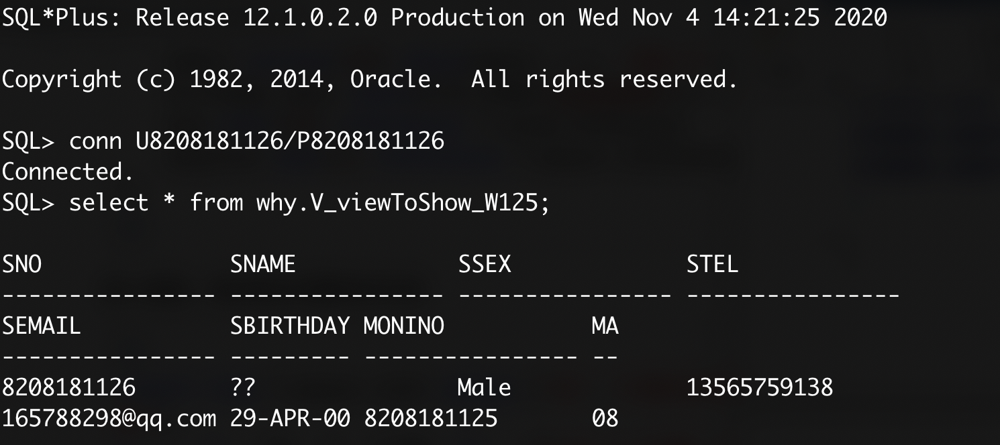 SQL*Plus: Release 12.1.0.2.0 Production on Wed Nov 4 14:21:25 2020
Copyright (c) 1982, 2014, Oracle.  All rights reserved.
SQL> conn U8208181126/P8208181126
Connected.
SQL> select * from why.V_viewToShow_W125;
SNO              SNAME            SSEX             STEL
---------------- ---------------- ---------------- ----------------
SEMAIL           SBIRTHDAY MONINO           MA
---------------- --------- ---------------- --
8208181126       ??               Male             13565759138
165788298@qq.com 29-APR-00 8208181125       08